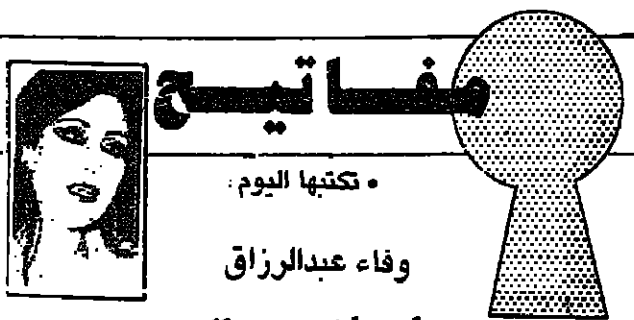 مفاتيح
• تكتبها اليوم :
وفاء عبدالرزاق